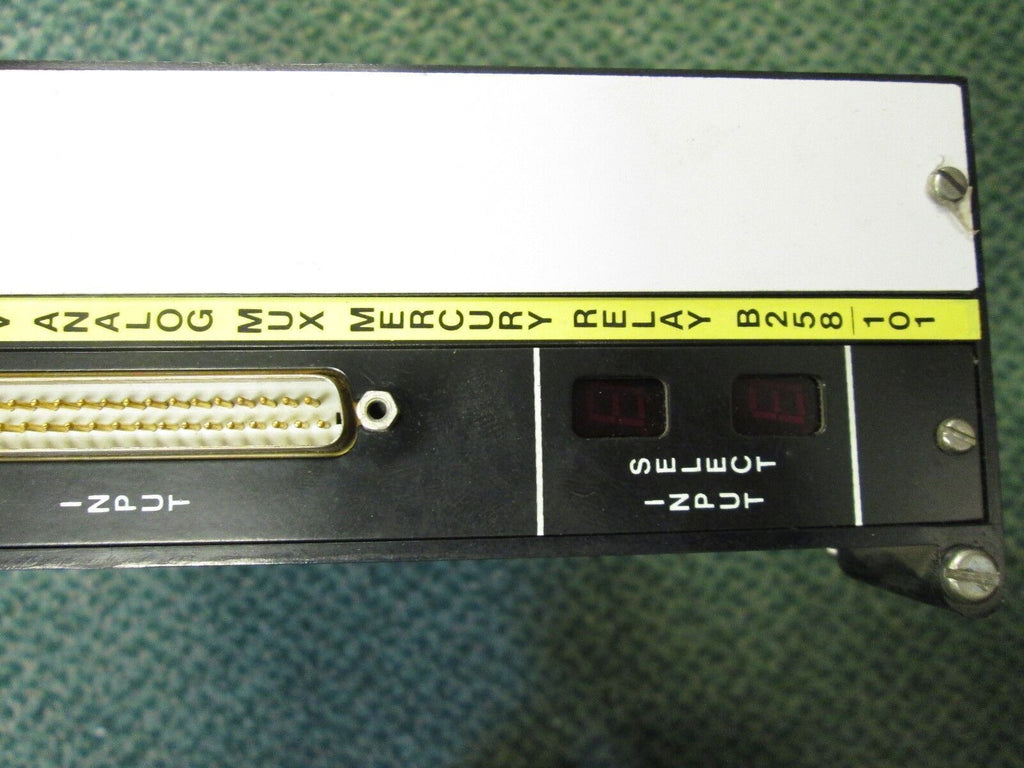 V ANALOG MUX MERCURY RELAY B258 101
INPUT
SELECT
INPUT